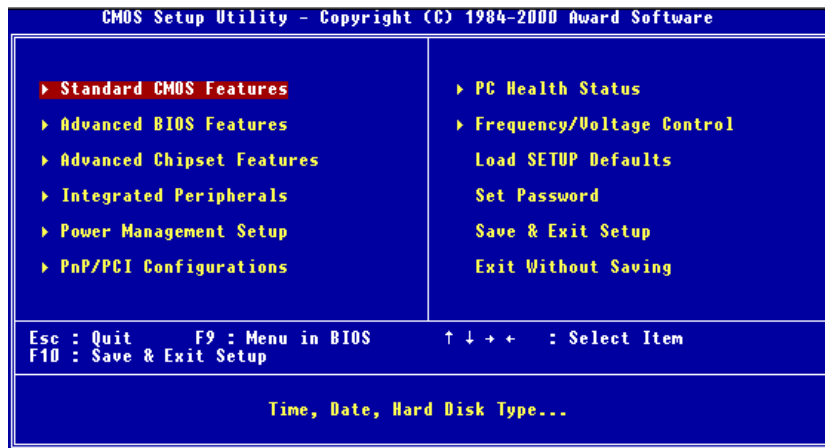 CMOS Setup Utility - Copyright (C) 1984-2000 Award Software
▸ Standard CMOS Features
▸ Advanced BIOS Features
▸ Advanced Chipset Features
▸ Integrated Peripherals
▸ Power Management Setup
▸ PnP/PCI Configurations
▸ PC Health Status
▸ Frequency/Voltage Control
Load SETUP Defaults
Set Password
Save & Exit Setup
Exit Without Saving
Esc : Quit F9 : Menu in BIOS ↑ ↓ → ← : Select Item
F10 : Save & Exit Setup
Time, Date, Hard Disk Type...